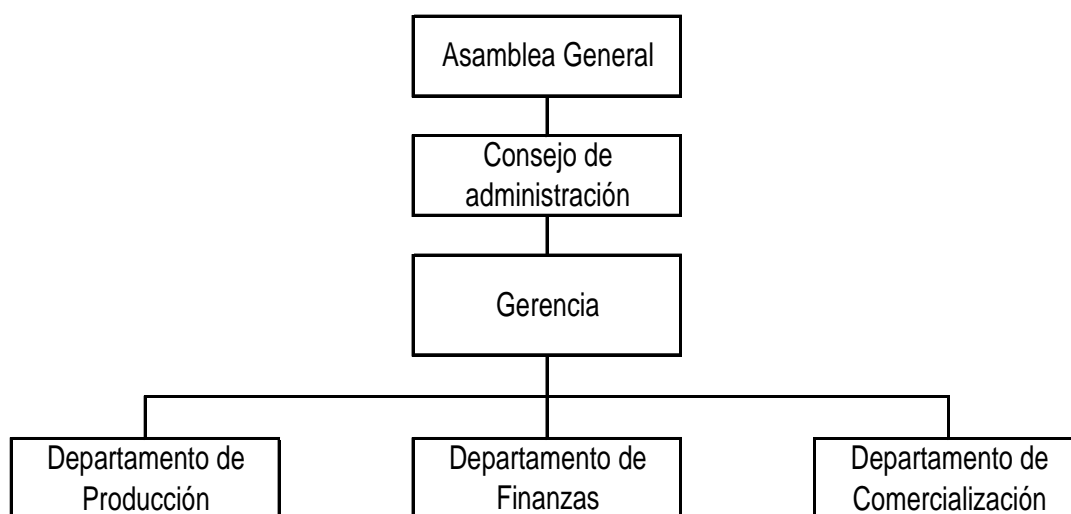 Asamblea General
Consejo de
administración
Gerencia
Departamento de
Producción
Departamento de
Finanzas
Departamento de
Comercialización